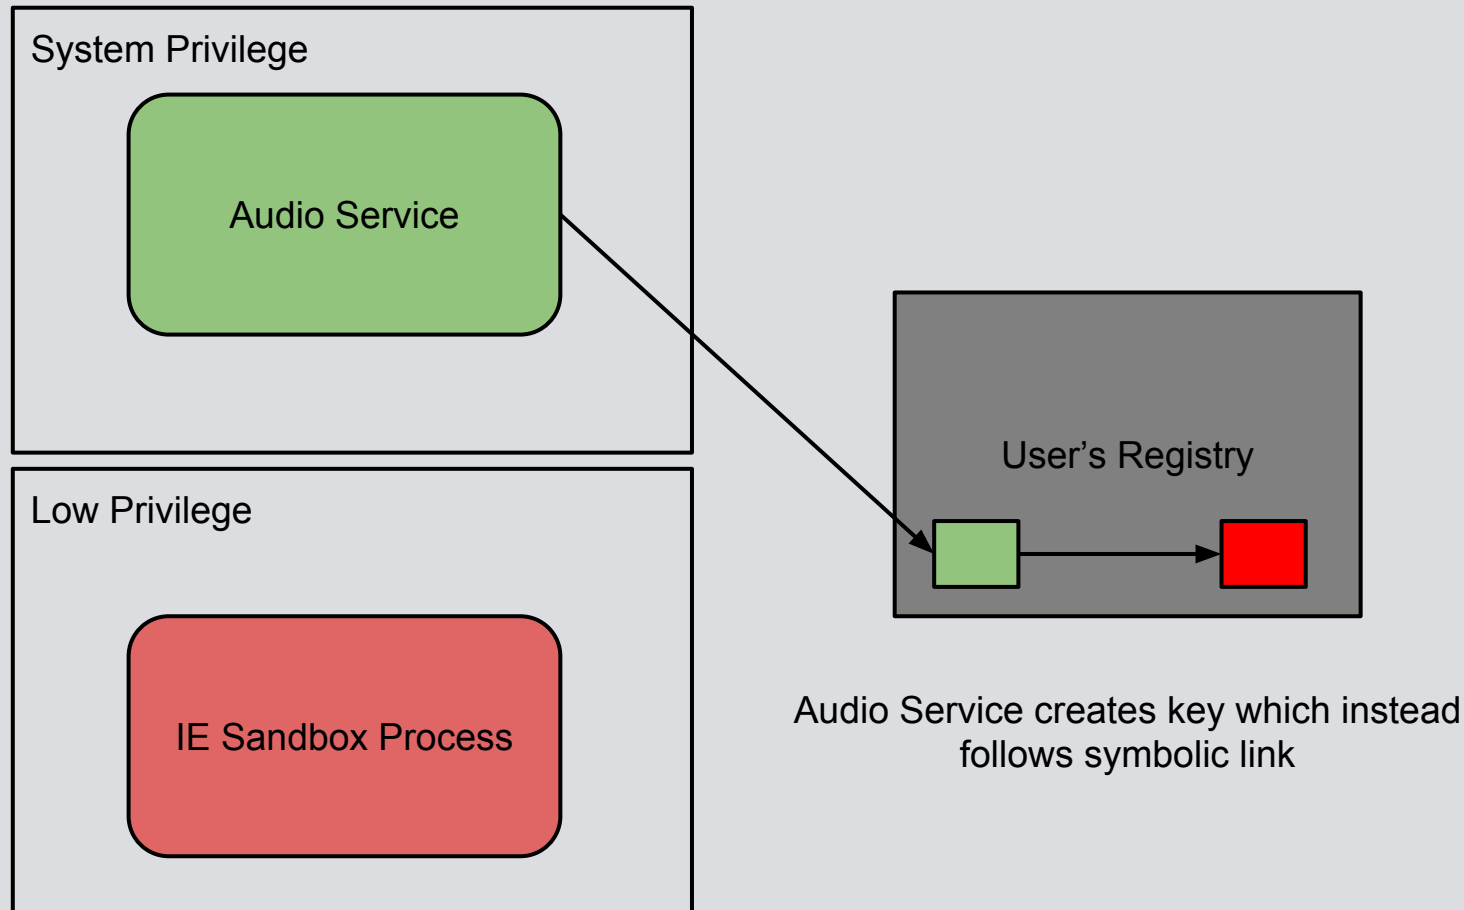 System Privilege
Audio Service
User’s Registry
Low Privilege
IE Sandbox Process
Audio Service creates key which instead
follows symbolic link